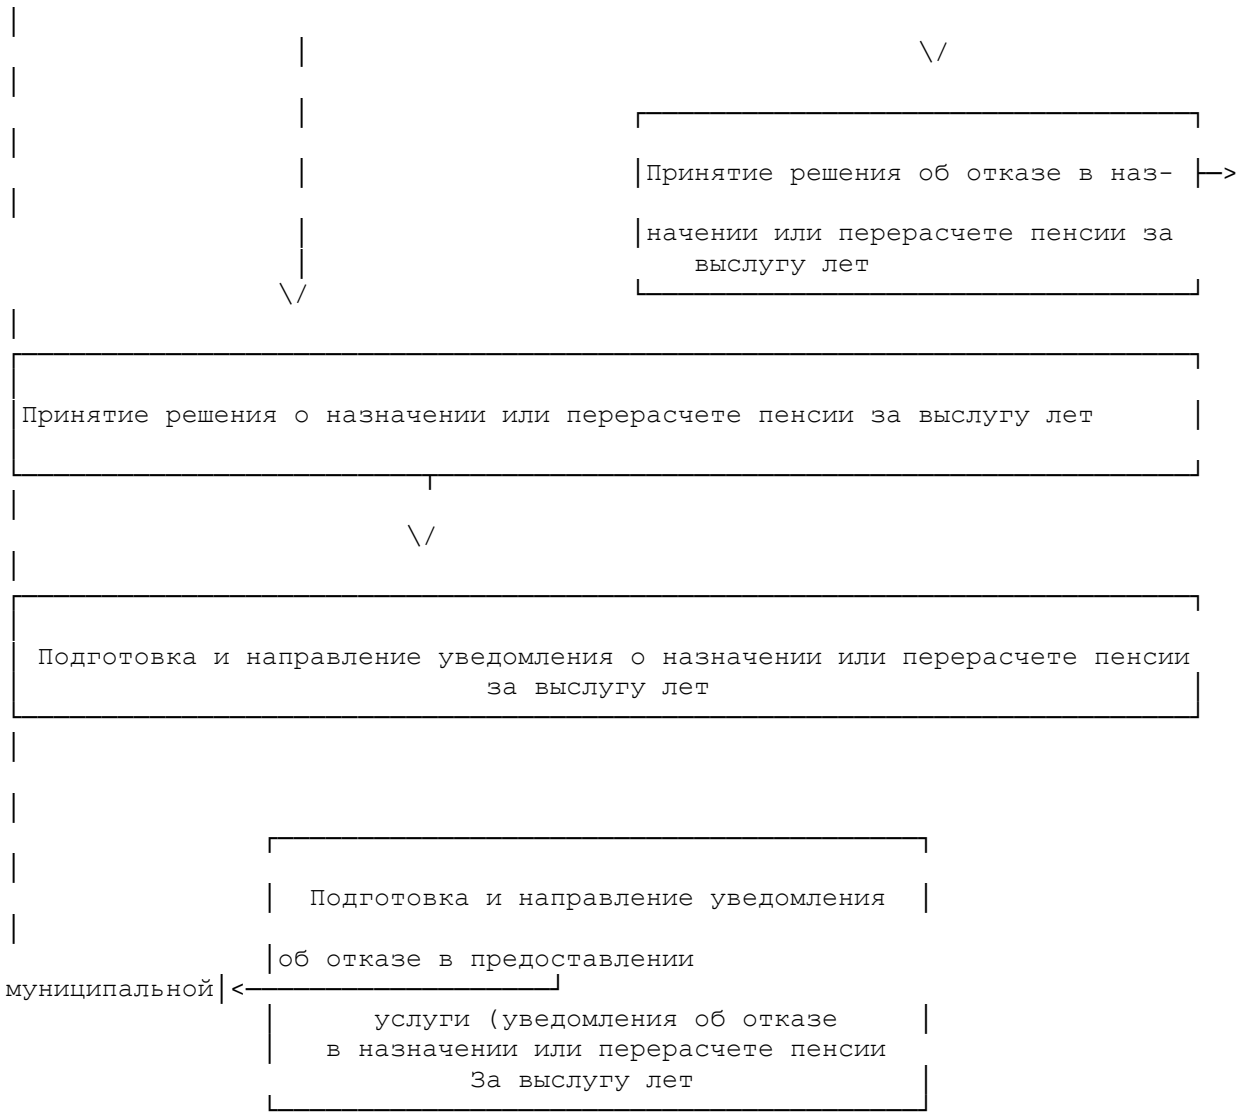 Принятие решения об отказе в наз-
начении или перерасчете пенсии за
выслугу лет
Принятие решения о назначении или перерасчете пенсии за выслугу лет
Подготовка и направление уведомления о назначении или перерасчете пенсии
за выслугу лет
Подготовка и направление уведомления
об отказе в предоставлении
муниципальной
услуги (уведомления об отказе
в назначении или перерасчете пенсии
За выслугу лет